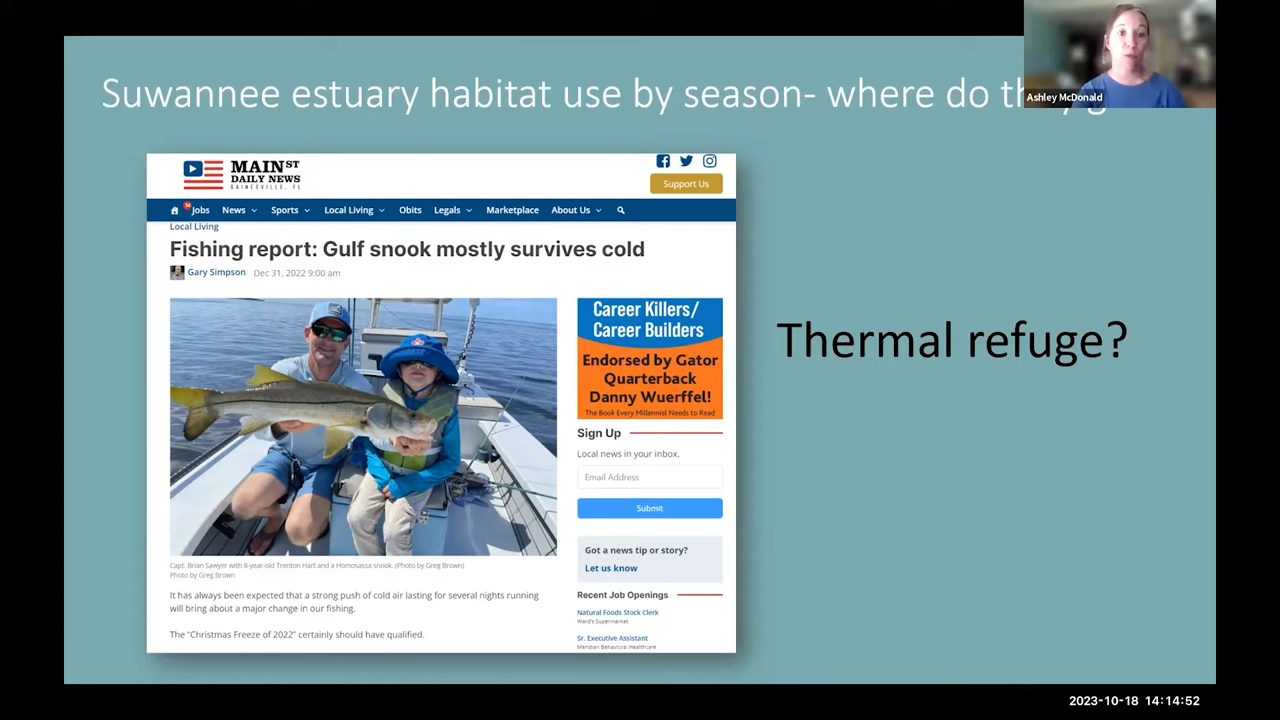 Suwannee estuary habitat use by season- where do they g
Ashley McDonald
MAIN ST
DAILY NEWS
GAINESVILLE, FL
Support Us
54
Jobs
News
Sports
Local Living
Obits
Legals
Marketplace
About Us
Local Living
Fishing report: Gulf snook mostly survives cold
Gary Simpson Dec 31, 2022 9:00 am
Career Killers/
Career Builders
Endorsed by Gator
Quarterback
Danny Wuerffel!
The Book Every Millennial Needs to Read
Thermal refuge?
Sign Up
Local news in your inbox.
Email Address
Submit
Got a news tip or story?
Let us know
Capt. Brian Sawyer with 8-year-old Trenton Hart and a Homosassa snook. (Photo by Greg Brown)
Photo by Greg Brown
It has always been expected that a strong push of cold air lasting for several nights running
will bring about a major change in our fishing.
The “Christmas Freeze of 2022” certainly should have qualified.
Recent Job Openings
Natural Foods Stock Clerk
Ward's Supermarket
Sr. Executive Assistant
Meridian Behavioral Healthcare
2023-10-18 14:14:52